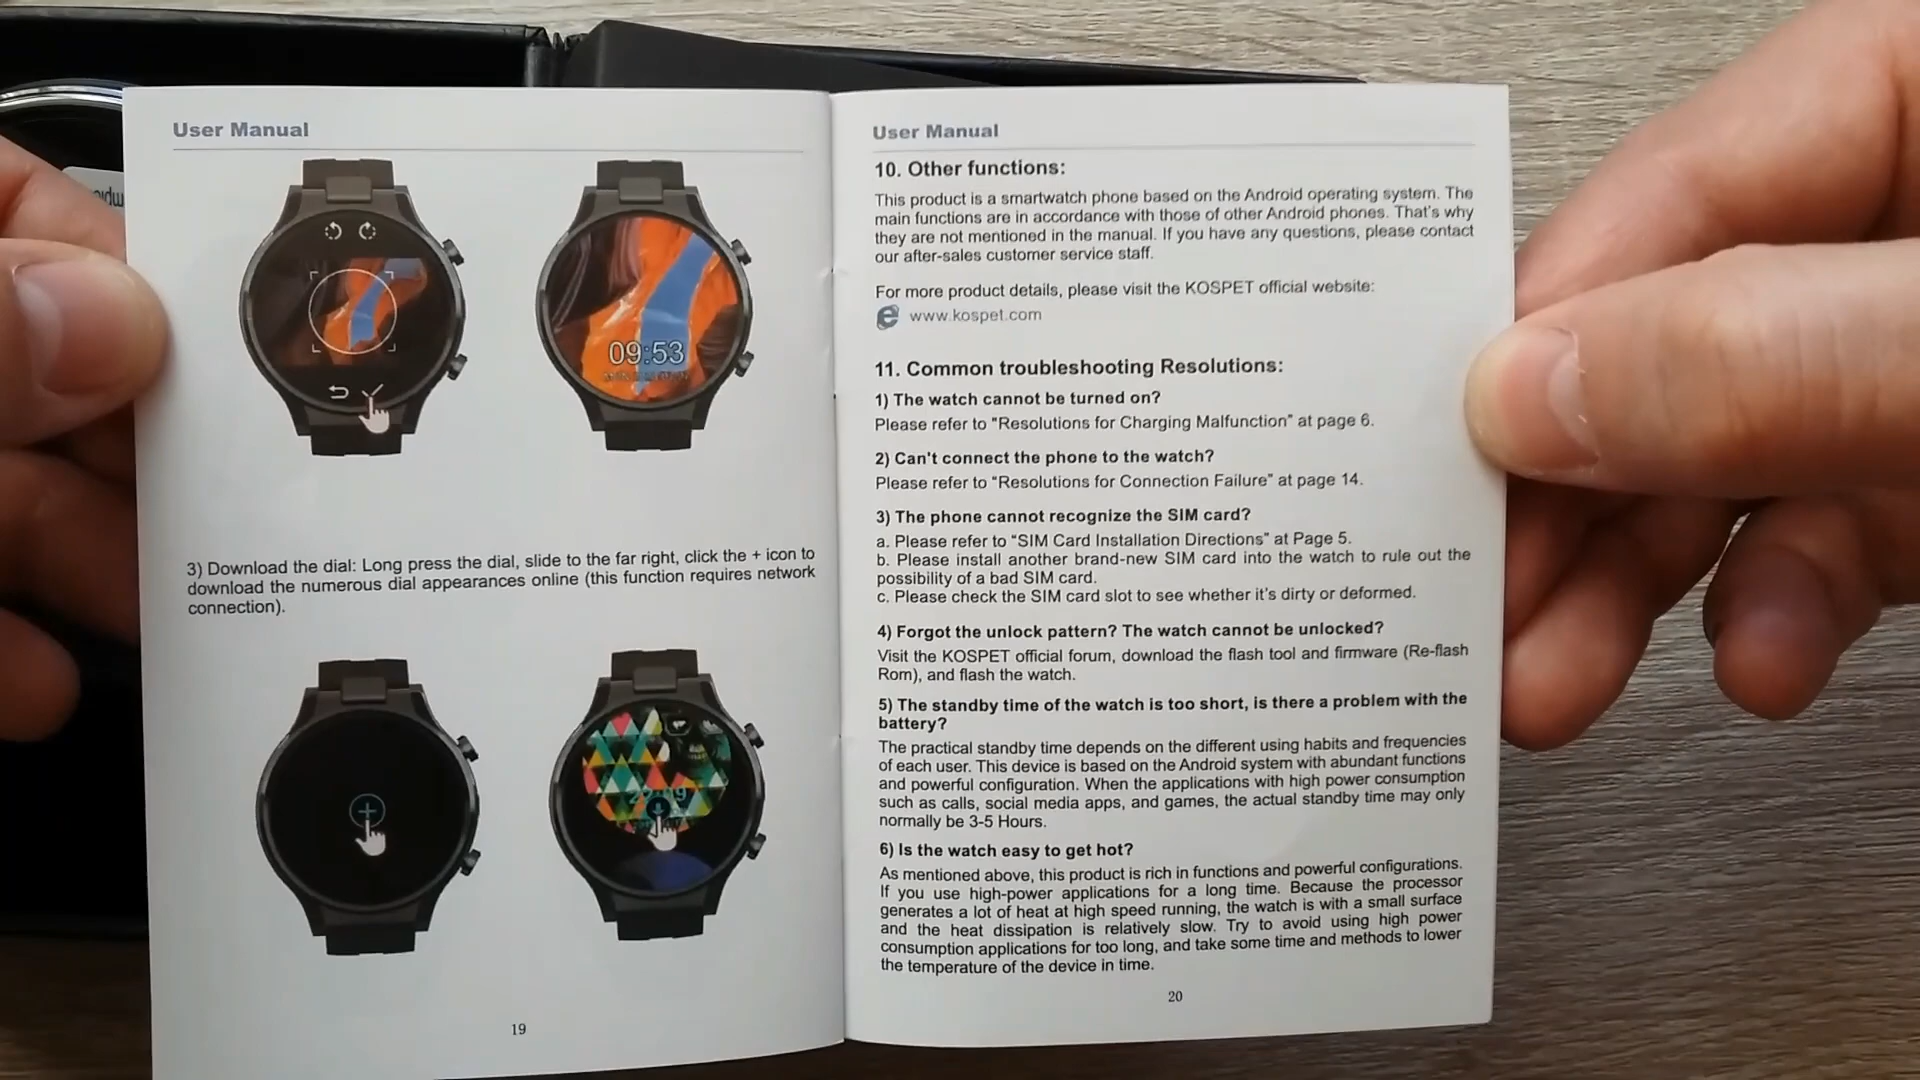 User Manual
09:53
3) Download the dial: Long press the dial, slide to the far right, click the + icon to
download the numerous dial appearances online (this function requires network
connection).
19
User Manual
10. Other functions:
This product is a smartwatch phone based on the Android operating system. The
main functions are in accordance with those of other Android phones. That's why
they are not mentioned in the manual. If you have any questions, please contact
our after-sales customer service staff.
For more product details, please visit the KOSPET official website:
www.kospet.com
11. Common troubleshooting Resolutions:
1) The watch cannot be turned on?
Please refer to “Resolutions for Charging Malfunction” at page 6.
2) Can't connect the phone to the watch?
Please refer to “Resolutions for Connection Failure” at page 14.
3) The phone cannot recognize the SIM card?
a. Please refer to “SIM Card Installation Directions” at Page 5.
b. Please install another brand-new SIM card into the watch to rule out the
possibility of a bad SIM card.
c. Please check the SIM card slot to see whether it's dirty or deformed.
4) Forgot the unlock pattern? The watch cannot be unlocked?
Visit the KOSPET official forum, download the flash tool and firmware (Re-flash
Rom), and flash the watch.
5) The standby time of the watch is too short, is there a problem with the
battery?
The practical standby time depends on the different using habits and frequencies
of each user. This device is based on the Android system with abundant functions
and powerful configuration. When the applications with high power consumption
such as calls, social media apps, and games, the actual standby time may only
normally be 3-5 Hours.
6) Is the watch easy to get hot?
As mentioned above, this product is rich in functions and powerful configurations.
If you use high-power applications for a long time. Because the processor
generates a lot of heat at high speed running, the watch is with a small surface
and the heat dissipation is relatively slow. Try to avoid using high power
consumption applications for too long, and take some time and methods to lower
the temperature of the device in time.
20